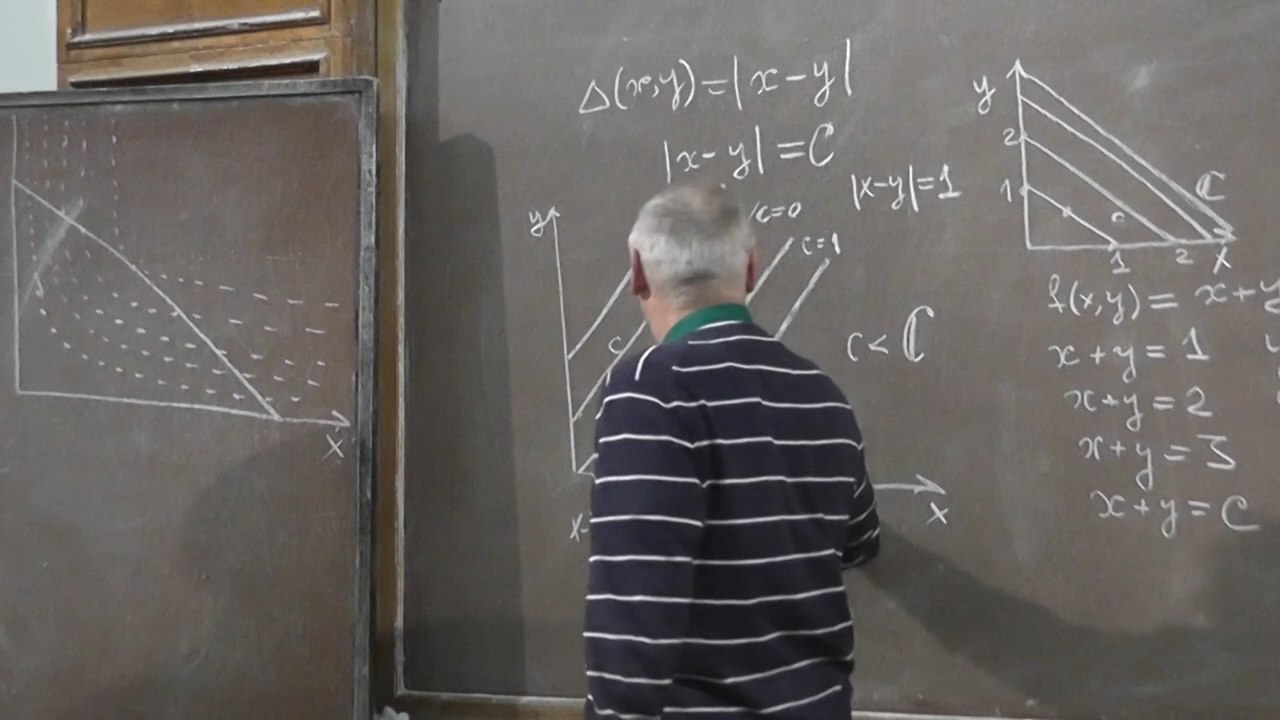 Δ(x,y)=|x-y|
|x-y|=C
|x-y|=1
y
c=0
c=1
c
c<ℂ
x
x-
y
2
1
ℂ
1 2 x
f(x,y)=x+y
x+y=1
x+y=2
x+y=3
x+y=C
x